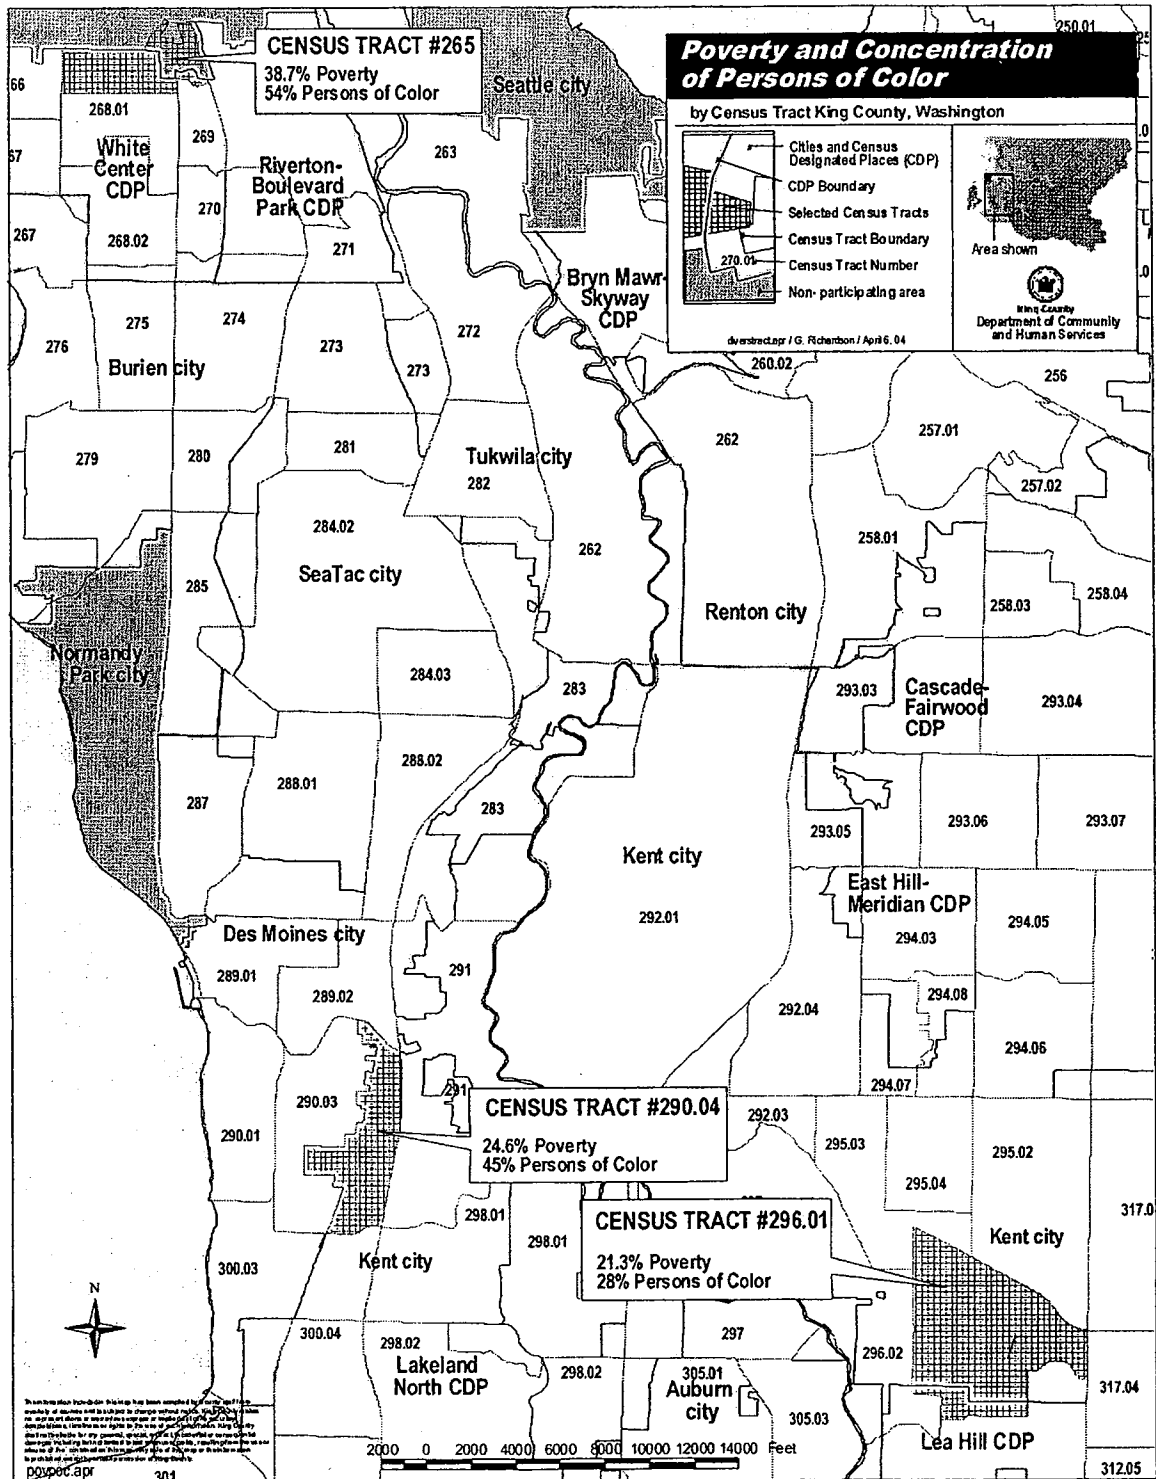 250.01
CENSUS TRACT #265
38.7% Poverty
54% Persons of Color
Seattle city
Poverty and Concentration
of Persons of Color
by Census Tract King County, Washington
Cities and Census
Designated Places (CDP)
CDP Boundary
Selected Census Tracts
Census Tract Boundary
270.01
Census Tract Number
Non- participating area
Area shown
King County
Department of Community
and Human Services
diverstract.apr / G. Richardson / April 6, 04
66
268.01
269
263
67
White
Center
CDP
Riverton-
Boulevard
Park CDP
270
267
268.02
271
Bryn Mawr-
Skyway
CDP
275
274
276
273
272
273
Burien city
260.02
256
262
257.01
279
280
281
Tukwila city
282
257.02
284.02
262
258.01
SeaTac city
285
Renton city
258.03
258.04
Normandy
Park city
284.03
283
293.03
Cascade-
Fairwood
CDP
293.04
288.02
288.01
287
283
293.05
293.06
293.07
Kent city
292.01
East Hill-
Meridian CDP
294.05
294.03
Des Moines city
289.01
289.02
291
292.04
294.08
294.06
294.07
290.03
291
CENSUS TRACT #290.04
24.6% Poverty
45% Persons of Color
292.03
295.03
295.02
290.01
295.04
298.01
317.0
CENSUS TRACT #296.01
21.3% Poverty
28% Persons of Color
298.01
Kent city
Kent city
300.03
N
300.04
298.02
297
296.02
Lakeland
North CDP
298.02
305.01
Auburn
city
305.03
317.04
Lea Hill CDP
2000 0 2000 4000 6000 8000 10000 12000 14000 Feet
312.05
povpoc.apr
301